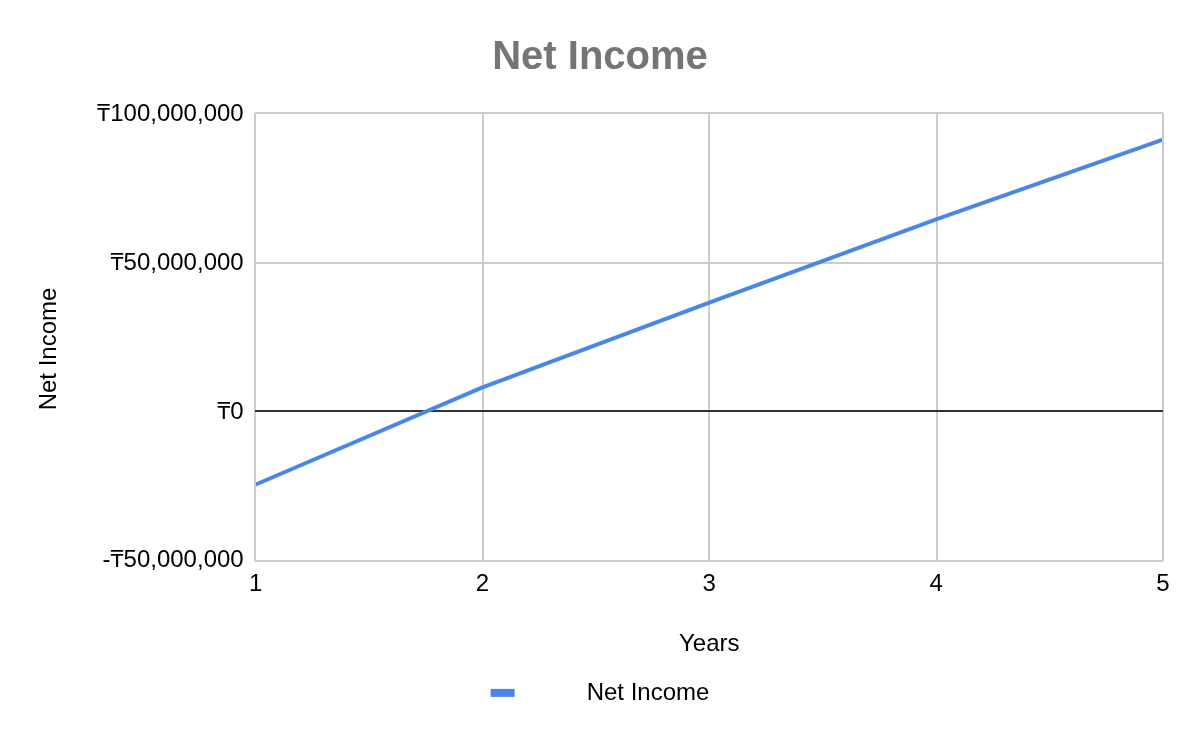 Net Income
₸100,000,000
₸50,000,000
₸0
-₸50,000,000
Net Income
1 2 3 4 5
Years
Net Income